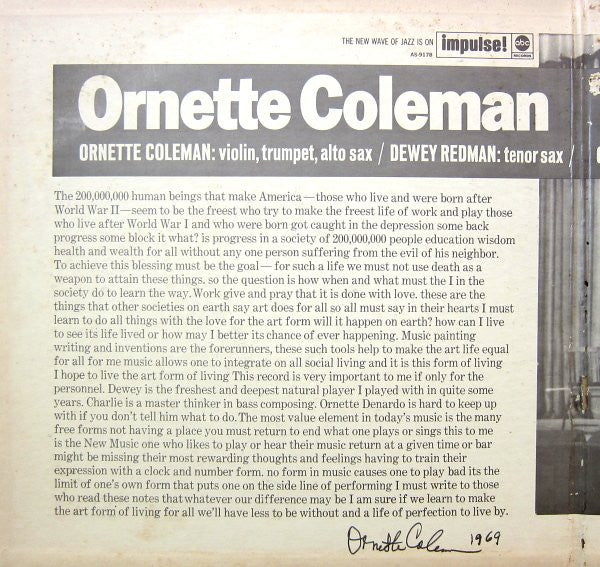 THE NEW WAVE OF JAZZ IS ON impulse! abc RECORDS
AS-9178
Ornette Coleman
ORNETTE COLEMAN: violin, trumpet, alto sax / DEWEY REDMAN: tenor sax /
The 200,000,000 human beings that make America—those who live and were born after
World War II—seem to be the freest who try to make the freest life of work and play those
who live after World War I and who were born got caught in the depression some back
progress some block it what? is progress in a society of 200,000,000 people education wisdom
health and wealth for all without any one person suffering from the evil of his neighbor.
To achieve this blessing must be the goal—for such a life we must not use death as a
weapon to attain these things. so the question is how when and what must the I in the
society do to learn the way. Work give and pray that it is done with love. these are the
things that other societies on earth say art does for all so all must say in their hearts I must
learn to do all things with the love for the art form will it happen on earth? how can I live
to see its life lived or how may I better its chance of ever happening. Music painting
writing and inventions are the forerunners, these such tools help to make the art life equal
for all for me music allows one to integrate on all social living and it is this form of living
I hope to live the art form of living This record is very important to me if only for the
personnel. Dewey is the freshest and deepest natural player I played with in quite some
years. Charlie is a master thinker in bass composing. Ornette Denardo is hard to keep up
with if you don't tell him what to do. The most value element in today's music is the many
free forms not having a place you must return to end what one plays or sings this to me
is the New Music one who likes to play or hear their music return at a given time or bar
might be missing their most rewarding thoughts and feelings having to train their
expression with a clock and number form. no form in music causes one to play bad its the
limit of one's own form that puts one on the side line of performing I must write to those
who read these notes that whatever our difference may be I am sure if we learn to make
the art form of living for all we'll have less to be without and a life of perfection to live by.
Ornette Coleman 1969